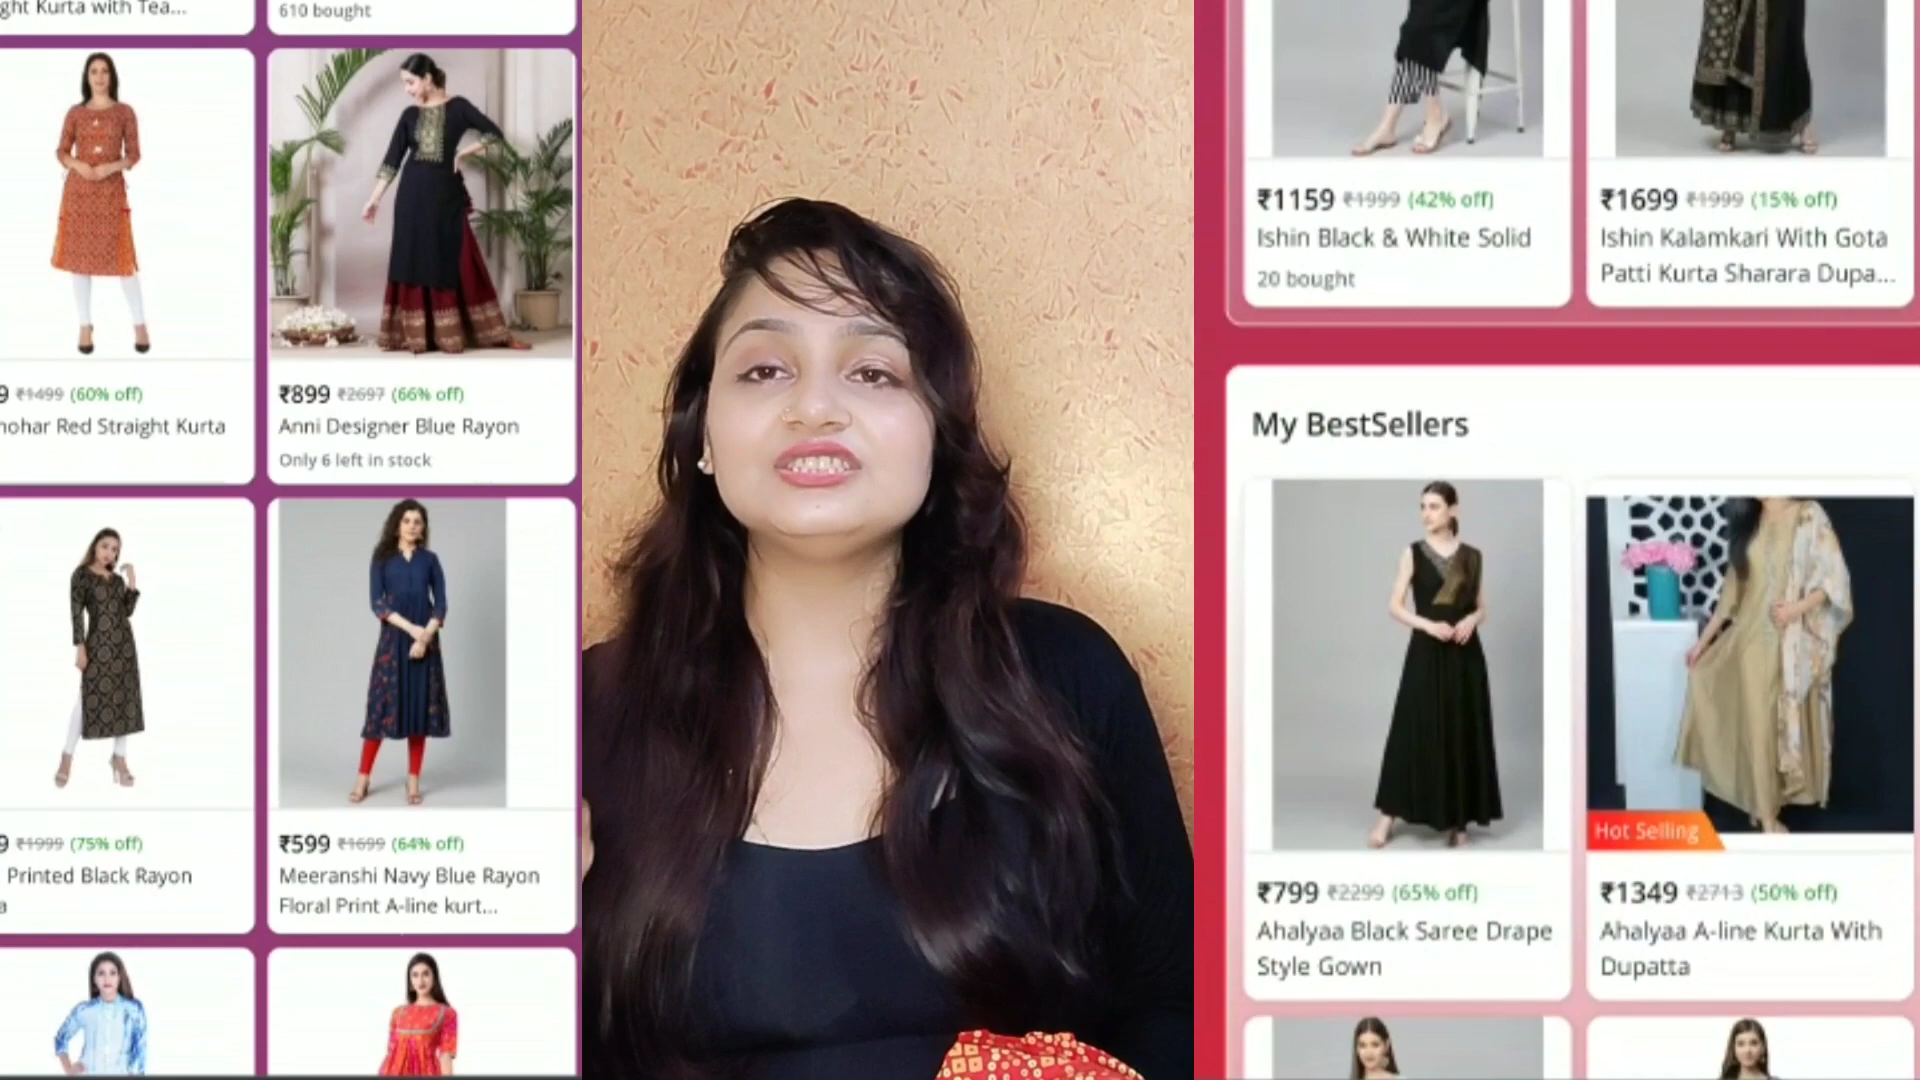 ght Kurta with Tea...
610 bought
9 ₹1499 (60% off)
nohar Red Straight Kurta
₹899 ₹2697 (66% off)
Anni Designer Blue Rayon
Only 6 left in stock
9 ₹1999 (75% off)
Printed Black Rayon
a
₹599 ₹1699 (64% off)
Meeranshi Navy Blue Rayon
Floral Print A-line kurt...
₹1159 ₹1999 (42% off)
Ishin Black & White Solid
20 bought
₹1699 ₹1999 (15% off)
Ishin Kalamkari With Gota
Patti Kurta Sharara Dupa...
My BestSellers
₹799 ₹2299 (65% off)
Ahalyaa Black Saree Drape
Style Gown
Hot Selling
₹1349 ₹2713 (50% off)
Ahalyaa A-line Kurta With
Dupatta